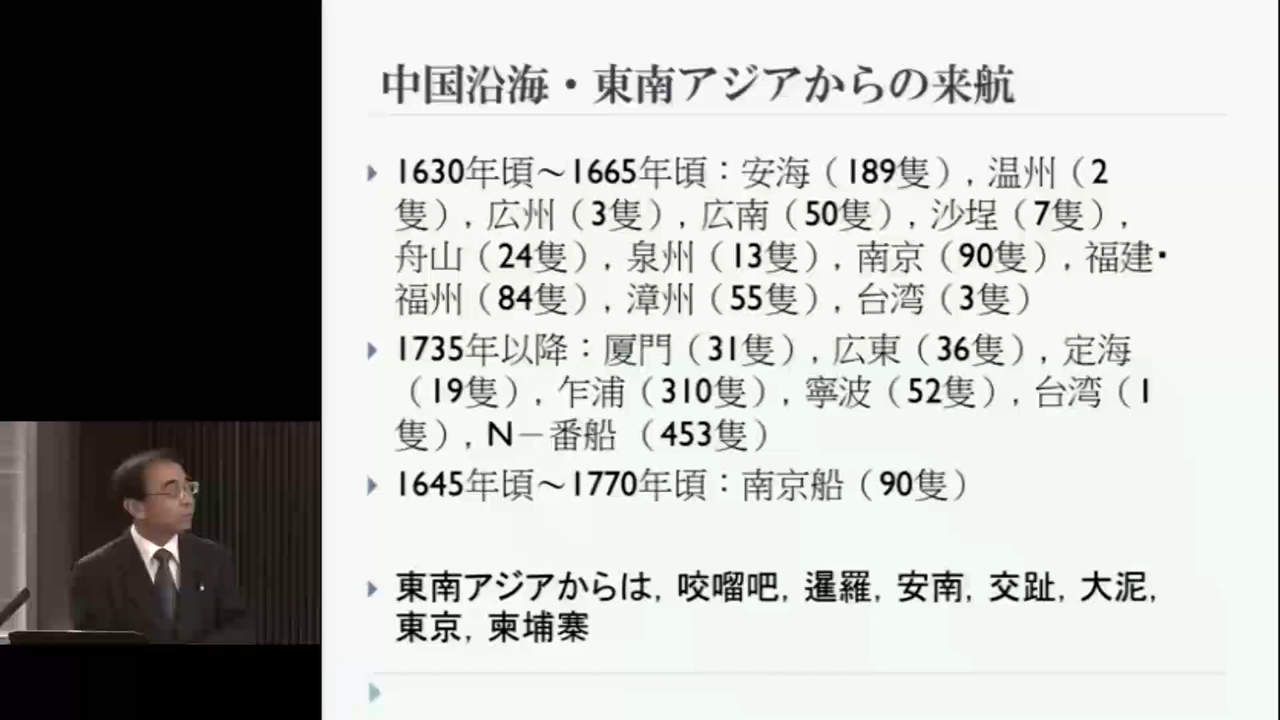 中国沿海・東南アジアからの来航
1630年頃～1665年頃：安海（189隻）, 温州（2
隻）, 広州（3隻）, 広南（50隻）, 沙埕（7隻）,
舟山（24隻）, 泉州（13隻）, 南京（90隻）, 福建・
福州（84隻）, 漳州（55隻）, 台湾（3隻）
1735年以降：厦門（31隻）, 広東（36隻）, 定海
（19隻）, 乍浦（310隻）, 寧波（52隻）, 台湾（1
隻）, N－番船 （453隻）
1645年頃～1770年頃：南京船（90隻）
東南アジアからは, 咬𠺕吧, 暹羅, 安南, 交趾, 大泥,
東京, 柬埔寨